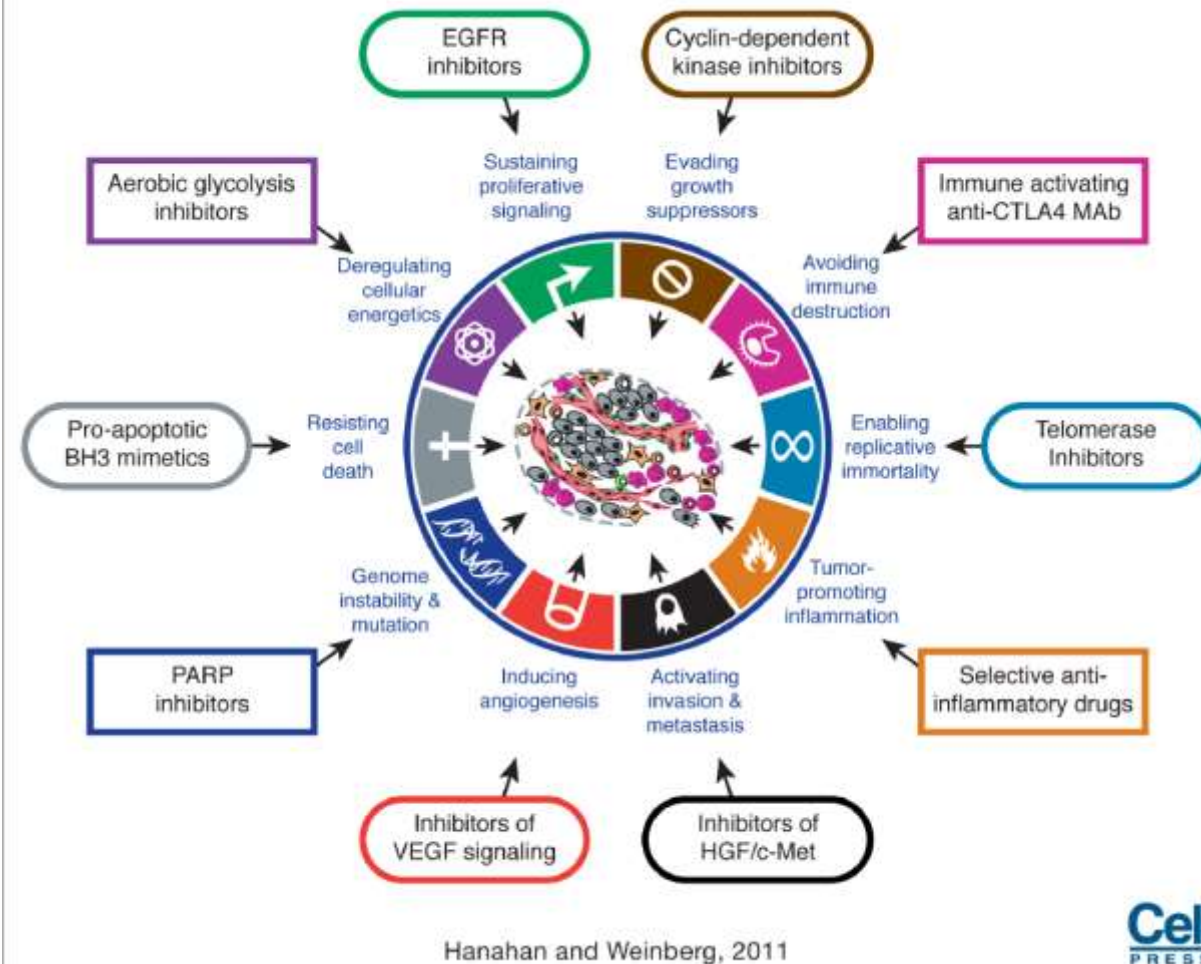 EGFR
inhibitors
Cyclin-dependent
kinase inhibitors
Aerobic glycolysis
inhibitors
Sustaining
proliferative
signaling
Evading
growth
suppressors
Immune activating
anti-CTLA4 MAb
Deregulating
cellular
energetics
Avoiding
immune
destruction
Pro-apoptotic
BH3 mimetics
Resisting
cell
death
Enabling
replicative
immortality
Telomerase
Inhibitors
Genome
instability &
mutation
Tumor-
promoting
inflammation
PARP
inhibitors
Inducing
angiogenesis
Activating
invasion &
metastasis
Selective anti-
inflammatory drugs
Inhibitors of
VEGF signaling
Inhibitors of
HGF/c-Met
Hanahan and Weinberg, 2011
Cel
PRES